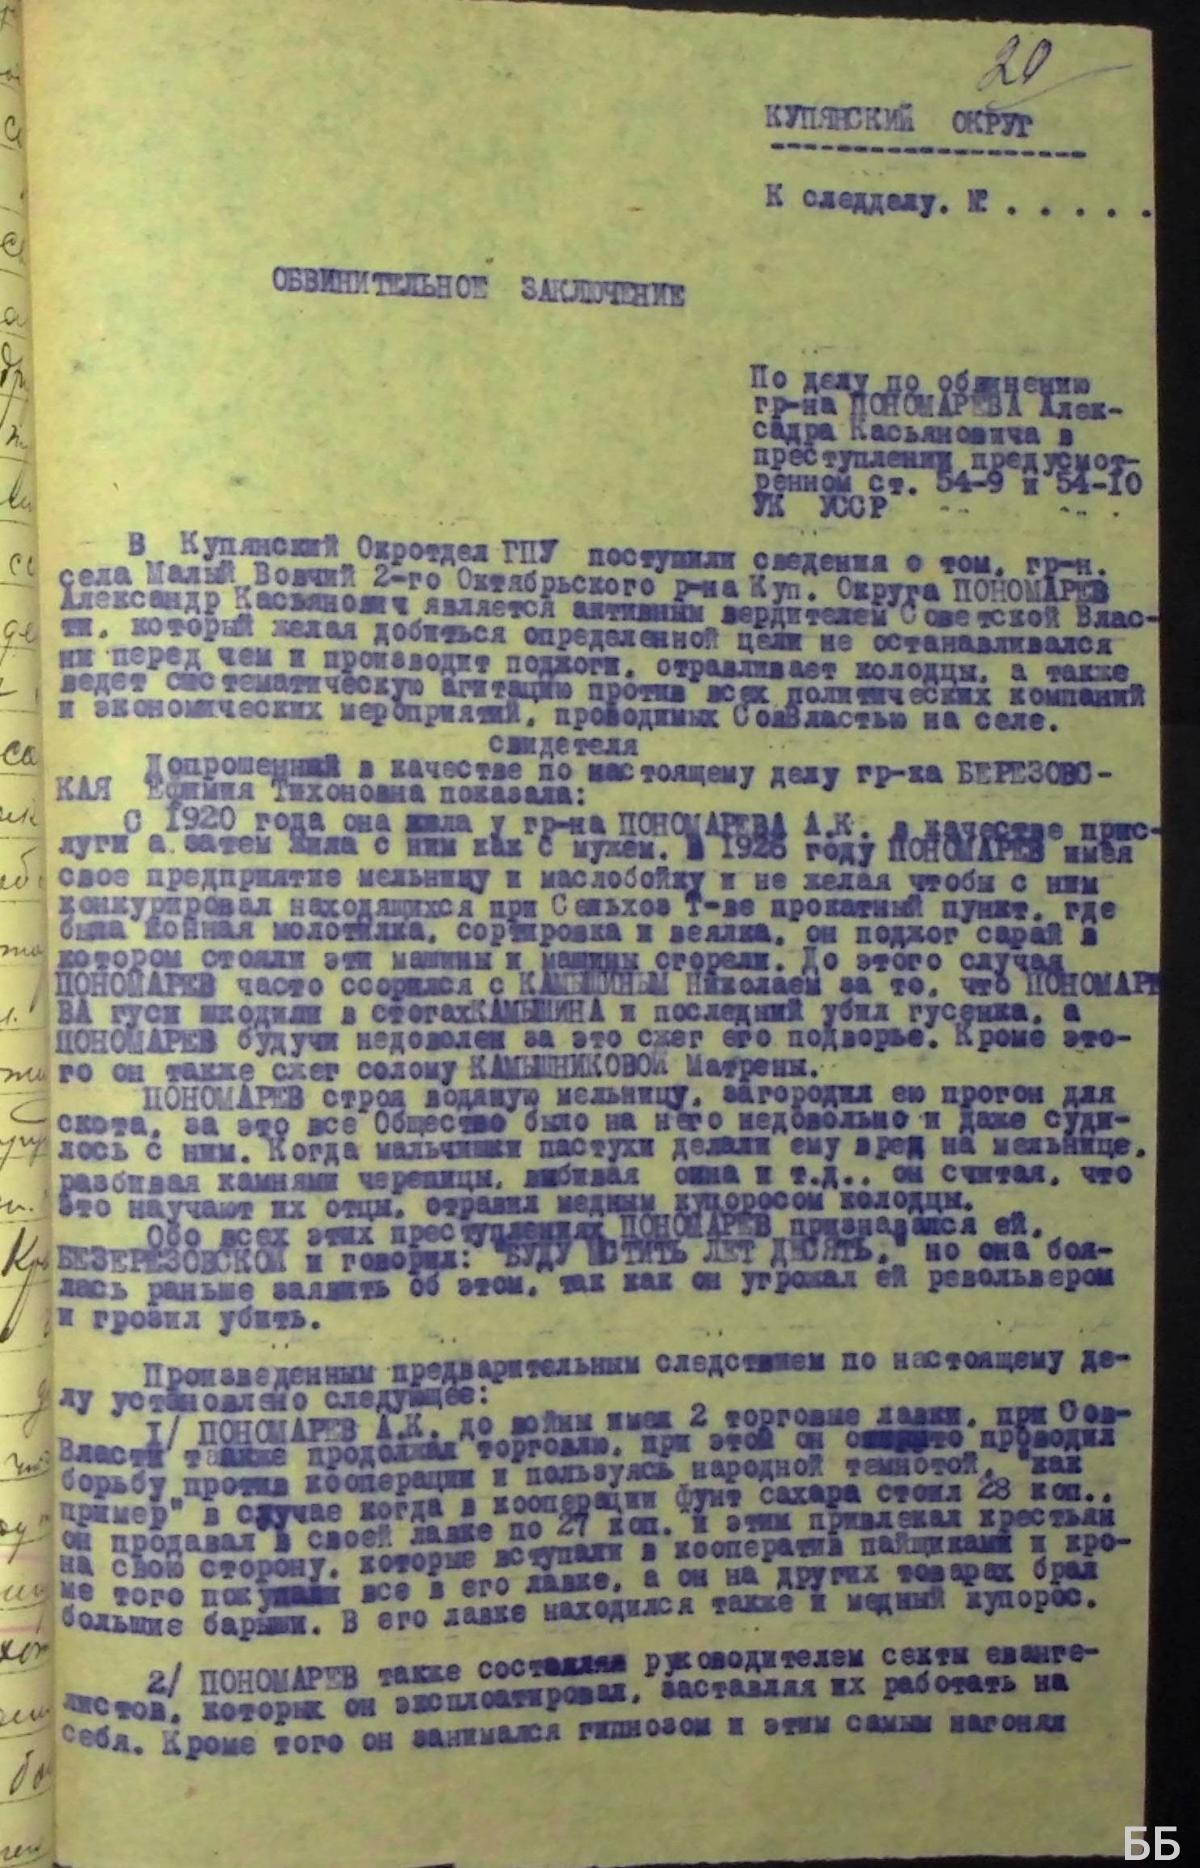 20
КУПЯНСКИЙ ОКРУГ
К следделу. № . . . . .
ОБВИНИТЕЛЬНОЕ ЗАКЛЮЧЕНИЕ
По делу по обвинению
гр-на ПОНОМАРЕВА Алек-
садра Касьяновича в
преступлении предусмот-
ренном ст. 54-9 и 54-10
УК УССР
В Купянский Окротдел ГПУ поступили сведения о том, гр-н.
села Малый Вовчий 2-го Октябрьского р-на Куп. Округа ПОНОМАРЕВ
Александр Касьянович является активным вердителем Советской Влас-
ти, который желая добиться определенной цели не останавливался
ни перед чем и производит поджоги, отравливает колодцы, а также
ведет систематическую агитацию против всех политических компаний
и экономических мероприятий, проводимых СовВластью на селе.
свидетеля
Допрошенный в качестве по настоящему делу гр-ка БЕРЕЗОВС-
КАЯ Ефимия Тихоновна показала:
С 1920 года она жила у гр-на ПОНОМАРЕВА А.К. в качестве прис-
луги а затем жила с ним как с мужем. В 1926 году ПОНОМАРЕВ имея
свое предприятие мельницу и маслобойку и не желая чтобы с ним
конкурировал находящихся при Сельхоз Т-ве прокатный пункт, где
была конная молотилка, сортировка и веялка, он поджог сарай в
котором стояли эти машины и машины сгорели. До этого случая
ПОНОМАРЕВ часто ссорился с КАМЫШИНЫМ Николаем за то, что ПОНОМАРЕ
ВА гуси шкодили в стогахКАМЫШИНА и последний убил гусенка, а
ПОНОМАРЕВ будучи недоволен за это сжег его подворье. Кроме это-
го он также сжег солому КАМЫШНИКОВОЙ Матрены.
ПОНОМАРЕВ строя водяную мельницу, загородил ею прогон для
скота, за это все Общество было на него недовольно и даже суди-
лось с ним. Когда мальчишки пастухи делали ему вред на мельнице,
разбивая камнями черепицы, выбивая окна и т.д., он считая, что
это научают их отцы, отравил медным купоросом колодцы.
Обо всех этих преступлениях ПОНОМАРЕВ признавался ей,
БЕЗЕРЕЗОВСКОЙ и говорил: "БУДУ МСТИТЬ ЛЕТ ДЕСЯТЬ," но она боя-
лась раньше заявить об этом, так как он угрожал ей револьвером
и грозил убить.
Произведенным предварительным следствием по настоящему де-
лу установлено следующее:
1/ ПОНОМАРЕВ А.К. до войны имел 2 торговые лавки, при Сов-
Власти также продолжал торговлю, при этом он открыто проводил
борьбу против кооперации и пользуясь народной темнотой, "как
пример" в случае когда в кооперации фунт сахара стоил 28 коп.,
он продавал в своей лавке по 27 коп. и этим привлекал крестьян
на свою сторону, которые вступали в кооператив пайщиками и кро-
ме того покупали все в его лавке, а он на других товарах брал
большие барыши. В его лавке находился также и медный купорос.
2/ ПОНОМАРЕВ также составлял руководителем секты еванге-
листов, которых он эксплоатировал, заставляя их работать на
себя. Кроме того он занимался гипнозом и этим самым нагонял
ББ